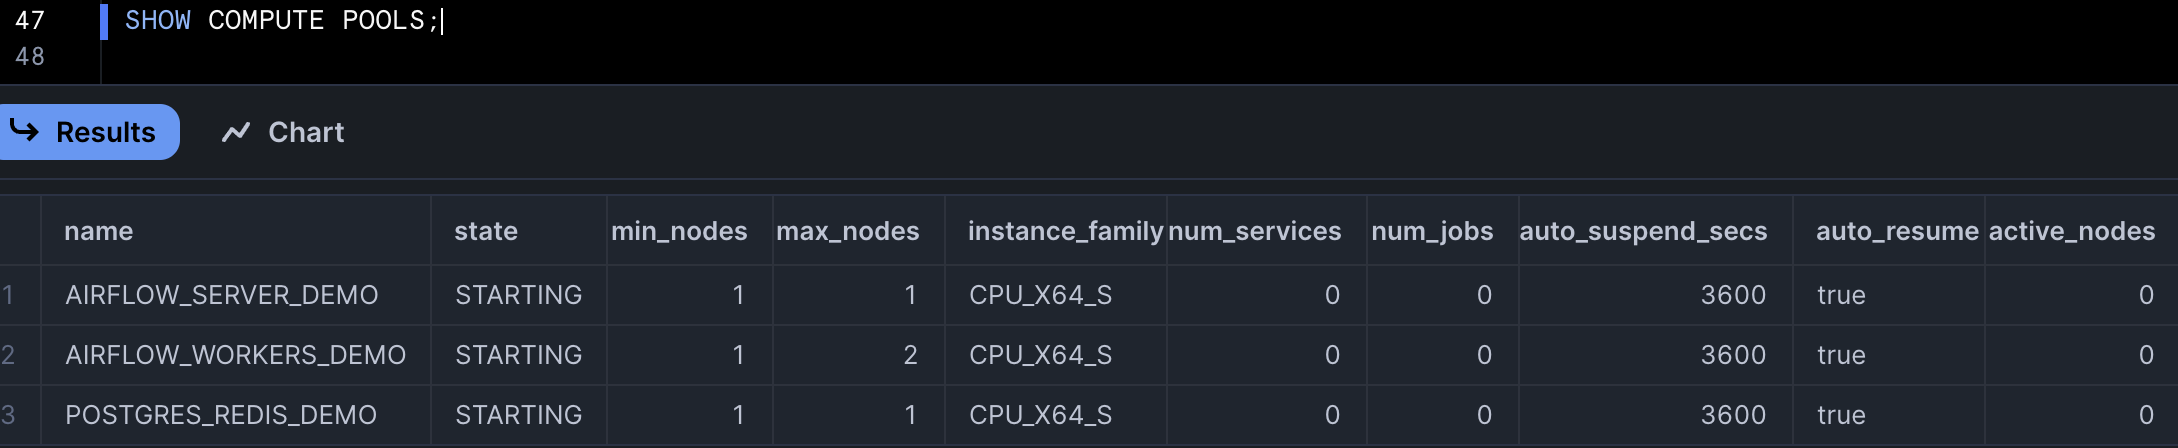 47 SHOW COMPUTE POOLS;
48
Results Chart
name state min_nodes max_nodes instance_family num_services num_jobs auto_suspend_secs auto_resume active_nodes
1 AIRFLOW_SERVER_DEMO STARTING 1 1 CPU_X64_S 0 0 3600 true 0
2 AIRFLOW_WORKERS_DEMO STARTING 1 2 CPU_X64_S 0 0 3600 true 0
3 POSTGRES_REDIS_DEMO STARTING 1 1 CPU_X64_S 0 0 3600 true 0